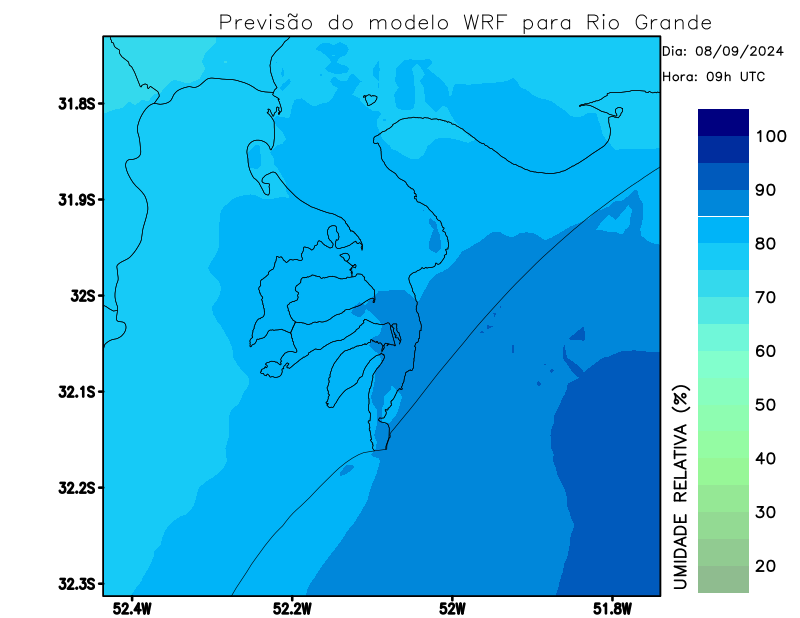 Previsão do modelo WRF para Rio Grande
Dia: 08/09/2024
Hora: 09h UTC
31.8S
31.9S
32S
32.1S
32.2S
32.3S
52.4W
52.2W
52W
51.8W
UMIDADE RELATIVA (%)
100
90
80
70
60
50
40
30
20